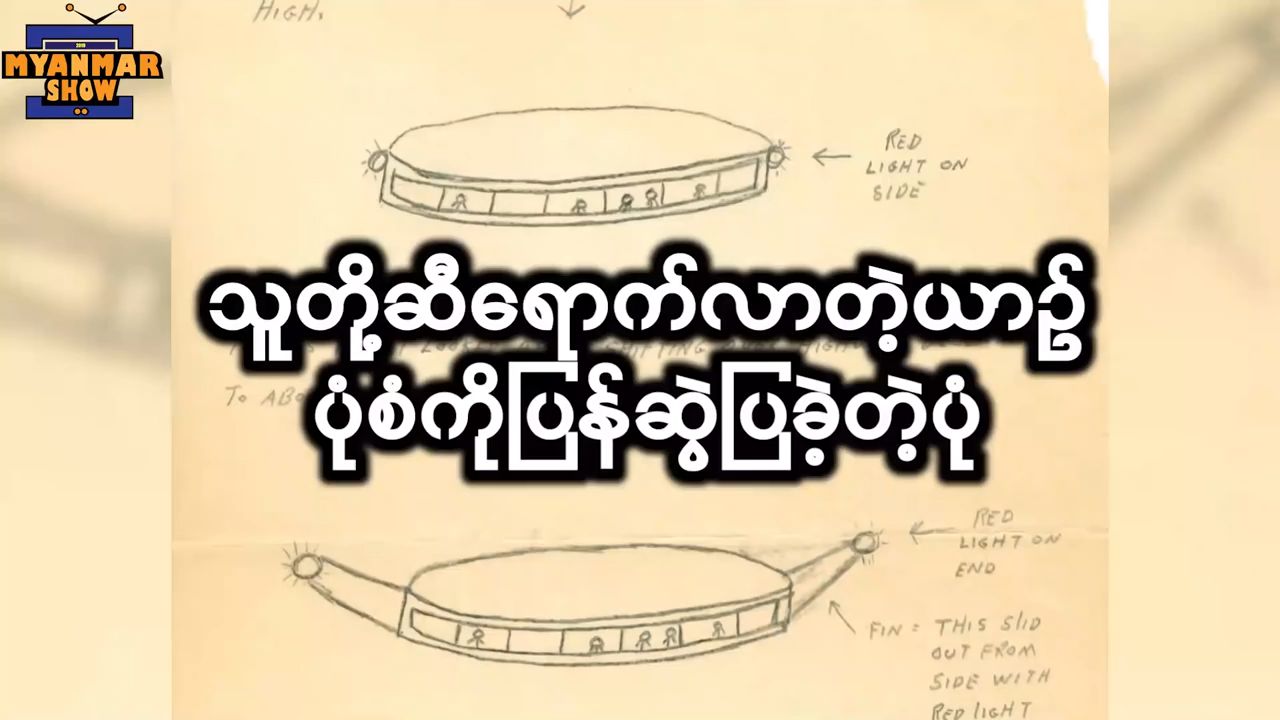 HIGH.
MYANMAR
SHOW
RED
LIGHT ON
SIDE
သူတို့ဆီရောက်လာတဲ့ယာဉ်
TO ABO
ပုံစံကိုပြန်ဆွဲပြခဲ့တဲ့ပုံ
RED
LIGHT ON
END
FIN = THIS SLID
OUT FROM
SIDE WITH
RED LIGHT